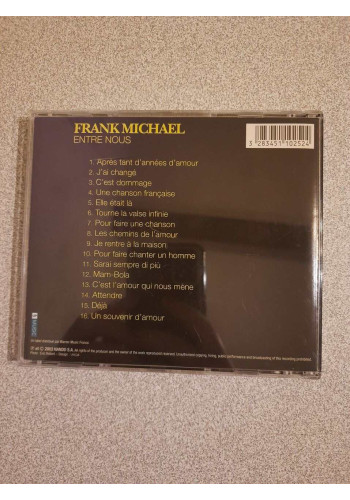 FRANK MICHAEL
ENTRE NOUS
3 283451 102524
1. Après tant d'années d'amour
2. J'ai changé
3. C'est dommage
4. Une chanson française
5. Elle était là
6. Tourne la valse infinie
7. Pour faire une chanson
8. Les chemins de l'amour
9. Je rentre à la maison
10. Pour faire chanter un homme
11. Sarai sempre di più
12. Mam-Bola
13. C'est l'amour qui nous mène
14. Attendre
15. Déjà
16. Un souvenir d'amour